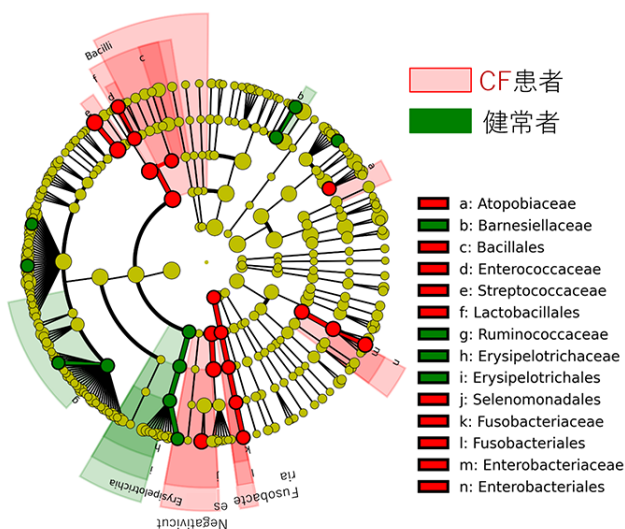 Bacilli
c
f
d
e
b
a
CF患者
健常者
a: Atopobiaceae
b: Barnesiellaceae
c: Bacillales
d: Enterococcaceae
e: Streptococcaceae
f: Lactobacillales
g: Ruminococcaceae
h: Erysipelotrichaceae
i: Erysipelotrichales
j: Selenomonadales
k: Fusobacteriaceae
l: Fusobacteriales
m: Enterobacteriaceae
n: Enterobacteriales
m
n
g
h
i
Erysipelotrichia
j
Negativicut
es
k
l
Fusobacte
ria